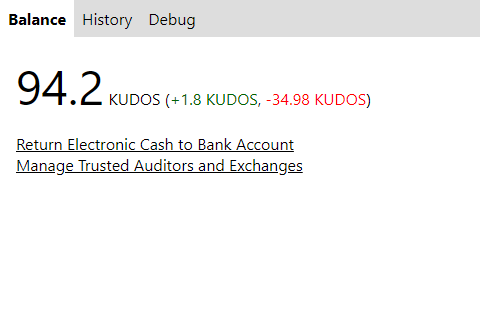 Balance History Debug
94.2 KUDOS (+1.8 KUDOS, -34.98 KUDOS)
Return Electronic Cash to Bank Account
Manage Trusted Auditors and Exchanges